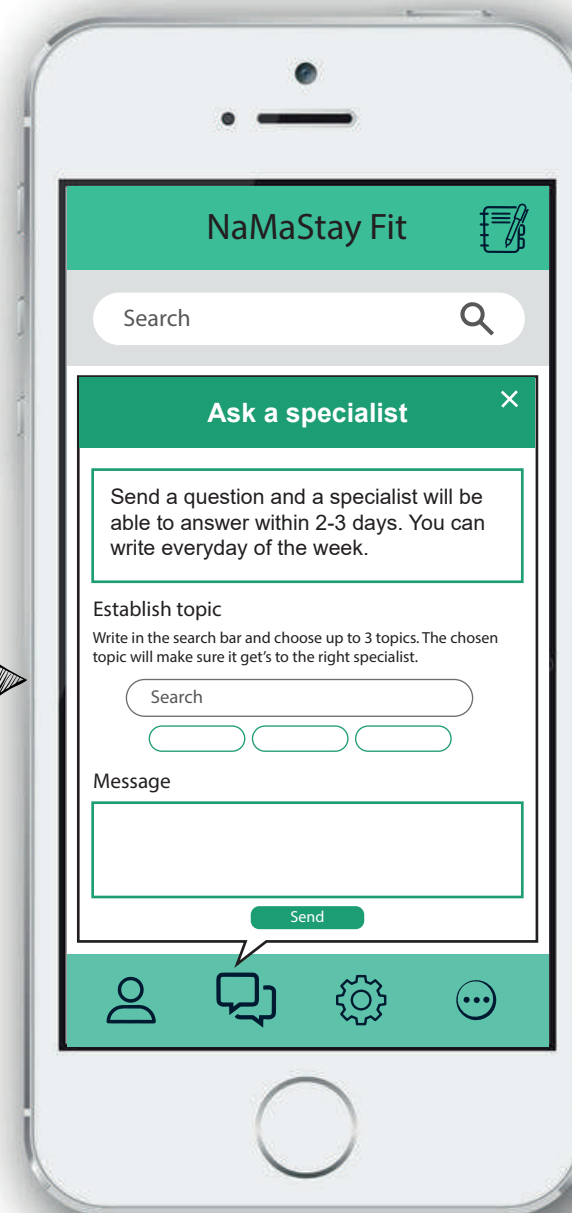 NaMaStay Fit
Search
Ask a specialist
Send a question and a specialist will be
able to answer within 2-3 days. You can
write everyday of the week.
Establish topic
Write in the search bar and choose up to 3 topics. The chosen
topic will make sure it get's to the right specialist.
Search
Message
Send